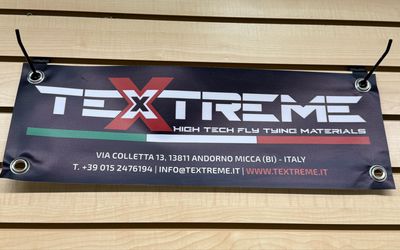 TEXTREME
HIGH TECH FLY TYING MATERIALS
VIA COLLETTA 13, 13811 ANDORNO MICCA (BI) - ITALY
T. +39 015 2476194 | INFO@TEXTREME.IT | WWW.TEXTREME.IT